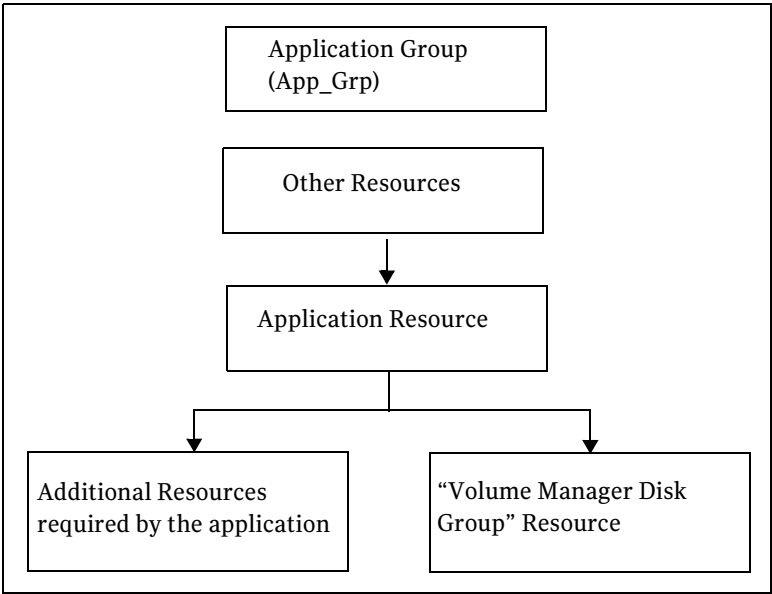 Application Group
(App_Grp)
Other Resources
Application Resource
Additional Resources
required by the application
“Volume Manager Disk
Group” Resource